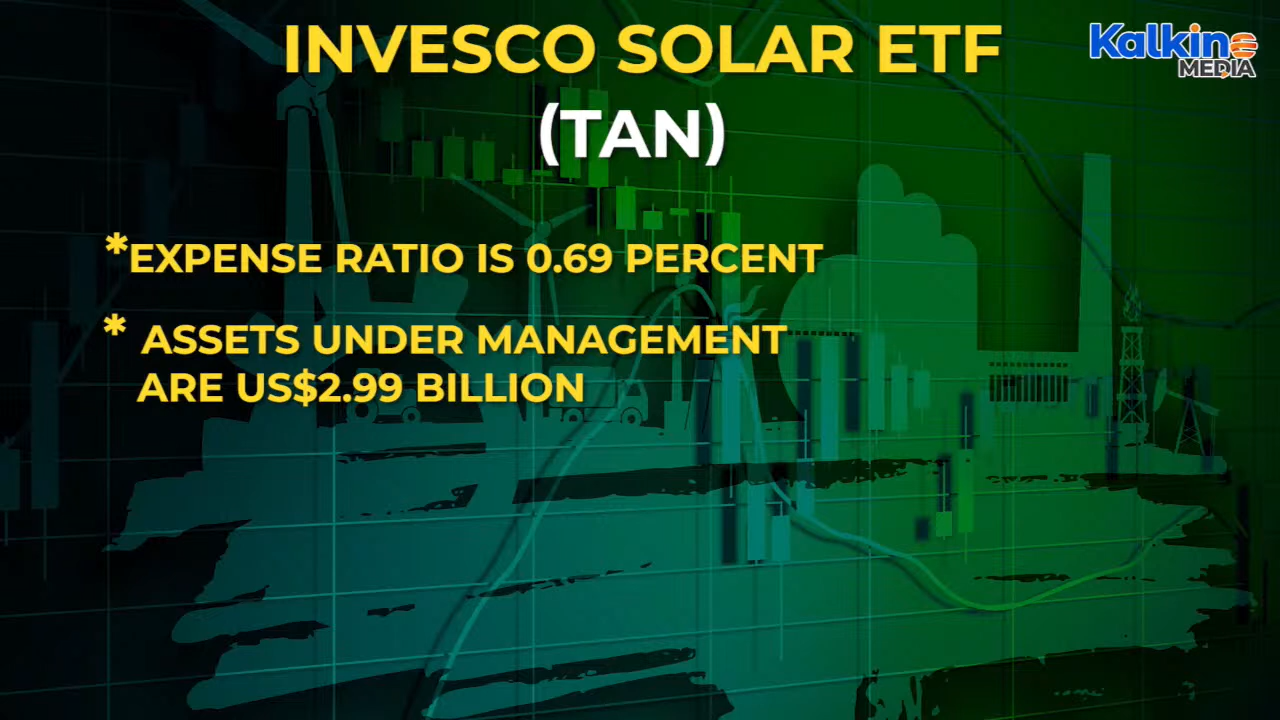 INVESCO SOLAR ETF
Kalkine
MEDIA
(TAN)
*EXPENSE RATIO IS 0.69 PERCENT
* ASSETS UNDER MANAGEMENT
ARE US$2.99 BILLION